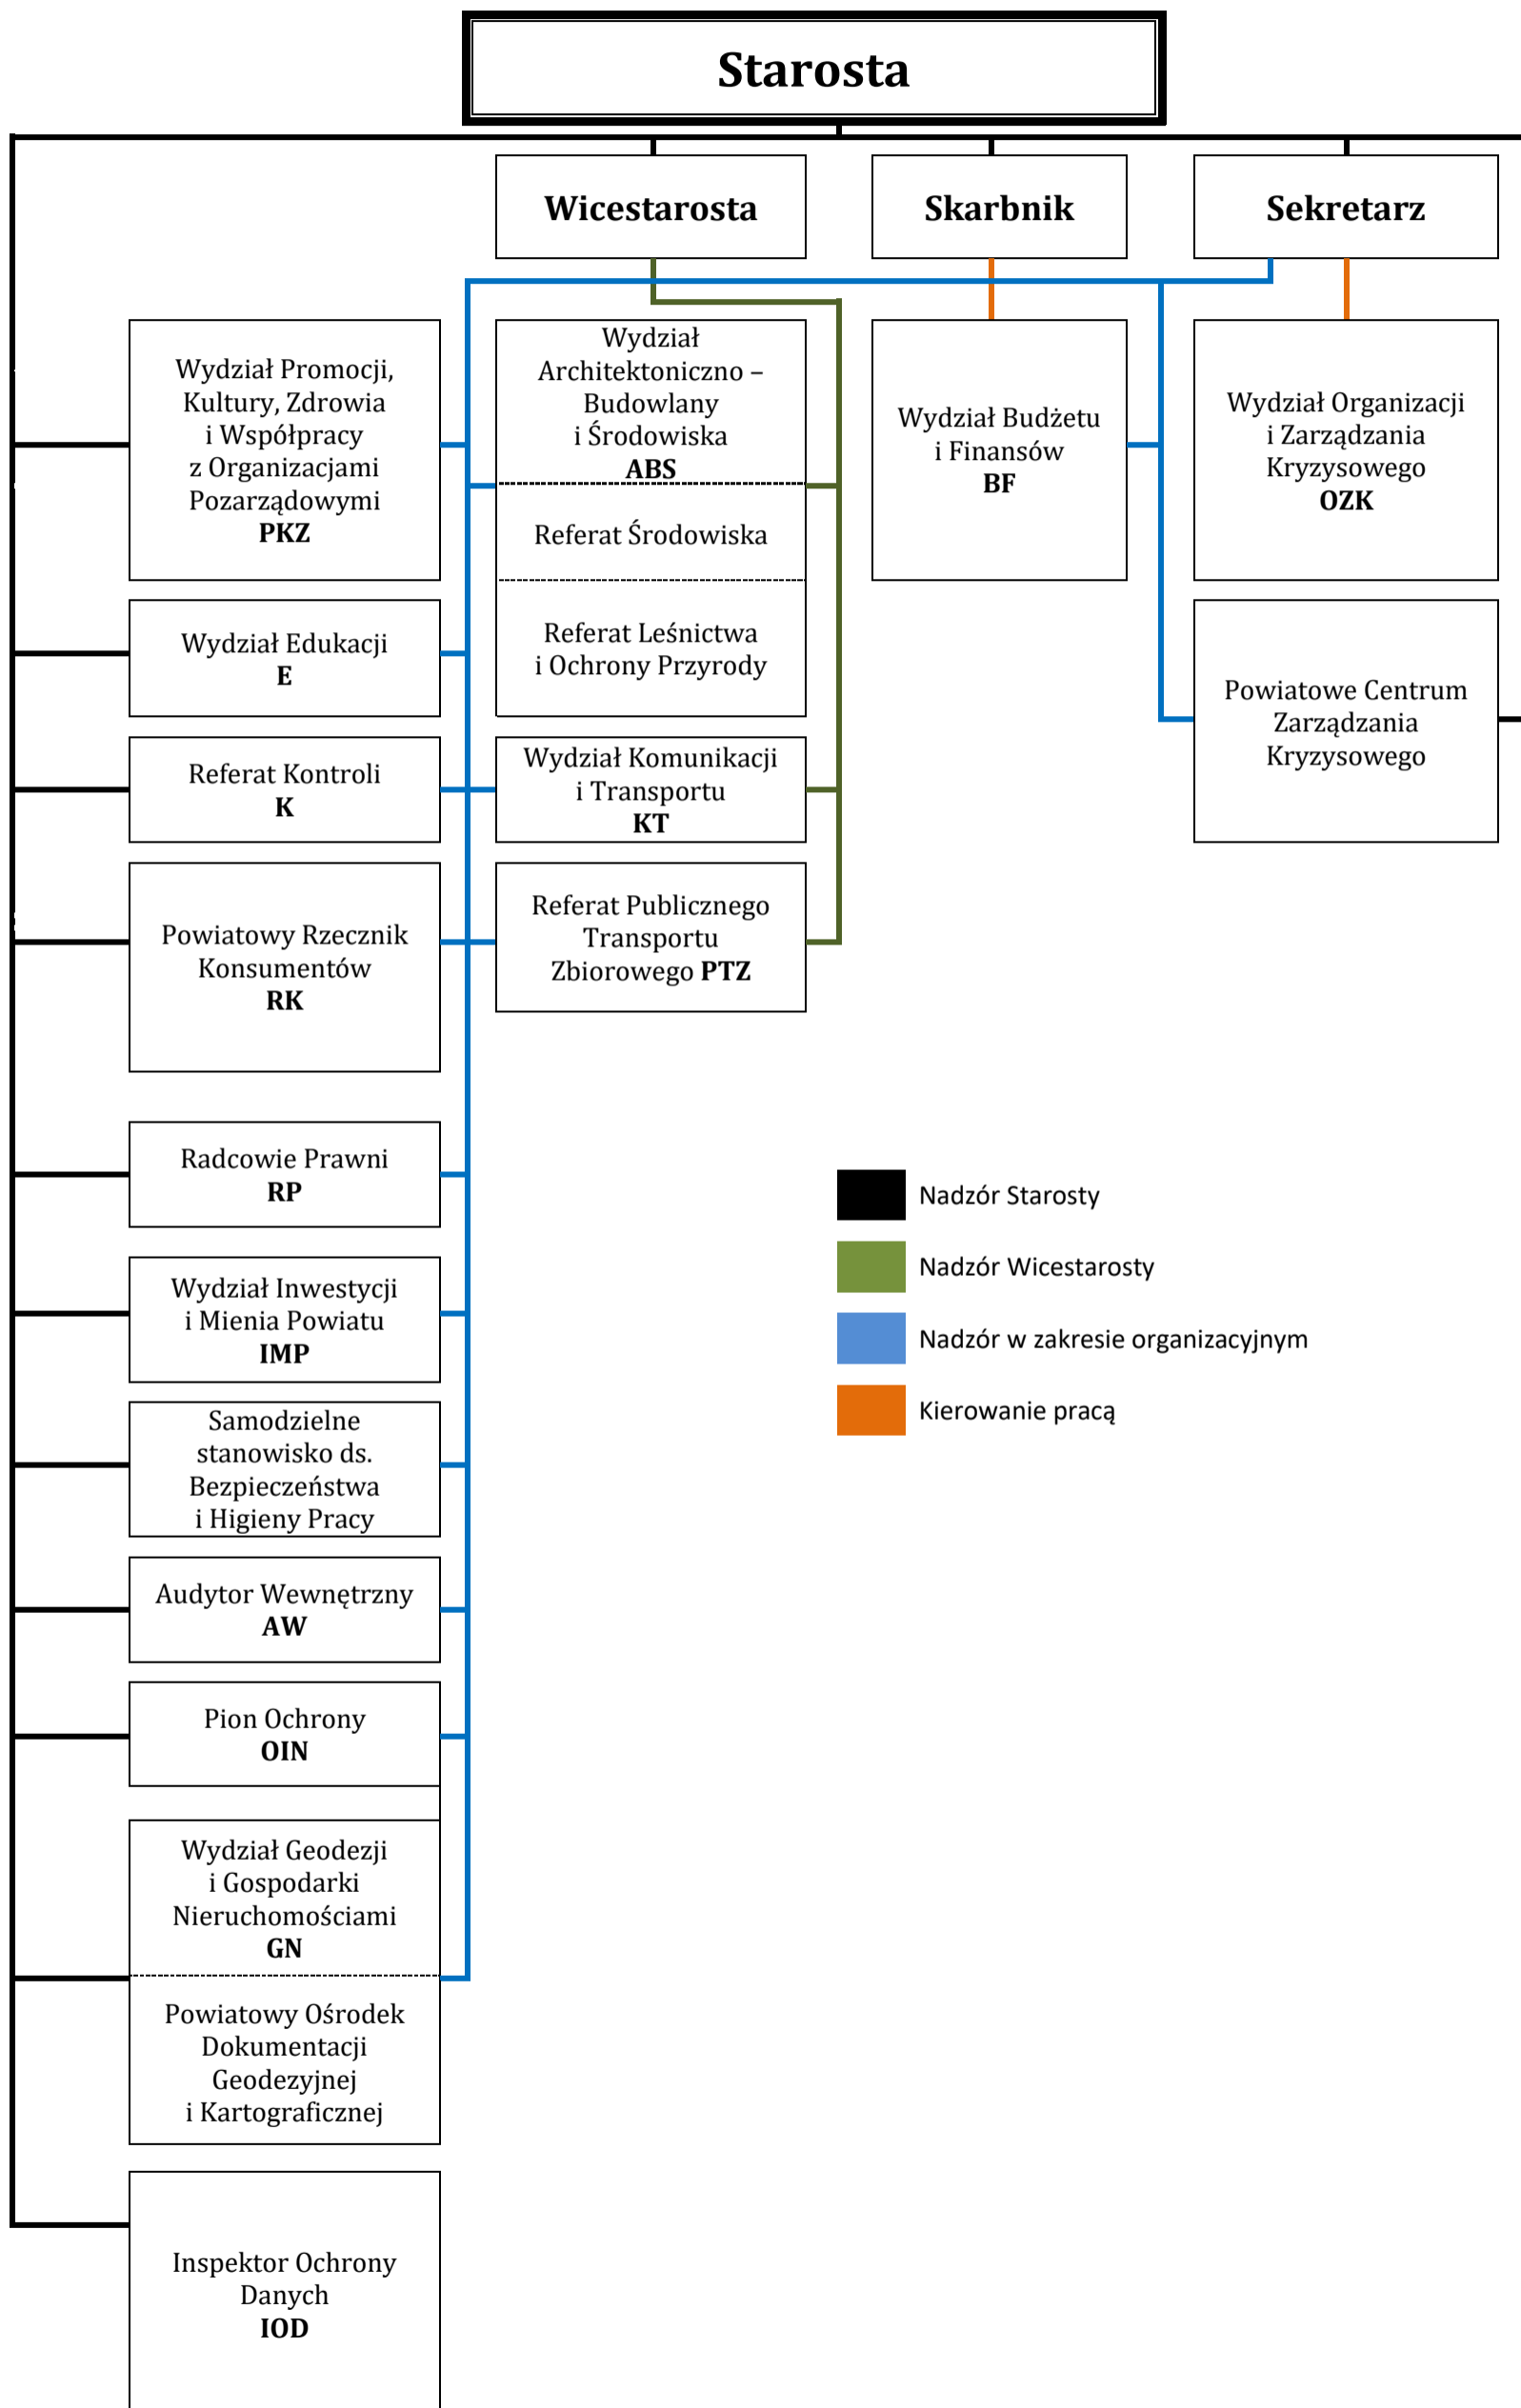 Starosta
Wicestarosta
Skarbnik
Sekretarz
Wydział Promocji,
Kultury, Zdrowia
i Współpracy
z Organizacjami
Pozarządowymi
PKZ
Wydział
Architektoniczno –
Budowlany
i Środowiska
ABS
Referat Środowiska
Referat Leśnictwa
i Ochrony Przyrody
Wydział Budżetu
i Finansów
BF
Wydział Organizacji
i Zarządzania
Kryzysowego
OZK
Wydział Edukacji
E
Powiatowe Centrum
Zarządzania
Kryzysowego
Referat Kontroli
K
Wydział Komunikacji
i Transportu
KT
Powiatowy Rzecznik
Konsumentów
RK
Referat Publicznego
Transportu
Zbiorowego PTZ
Radcowie Prawni
RP
Wydział Inwestycji
i Mienia Powiatu
IMP
Samodzielne
stanowisko ds.
Bezpieczeństwa
i Higieny Pracy
Audytor Wewnętrzny
AW
Pion Ochrony
OIN
Wydział Geodezji
i Gospodarki
Nieruchomościami
GN
Powiatowy Ośrodek
Dokumentacji
Geodezyjnej
i Kartograficznej
Inspektor Ochrony
Danych
IOD
Nadzór Starosty
Nadzór Wicestarosty
Nadzór w zakresie organizacyjnym
Kierowanie pracą